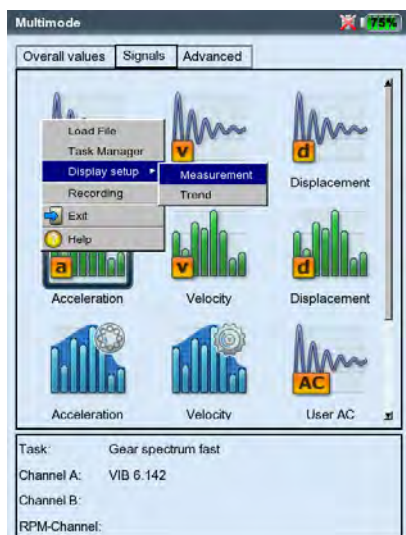 Multimode 75%
Overall values Signals Advanced
Load File
Task Manager
Display setup
Recording
Exit
Help
Measurement
Trend
v
d
Displacement
a
v
d
Acceleration Velocity Displacement
AC
Acceleration Velocity User AC
Task: Gear spectrum fast
Channel A: VIB 6.142
Channel B:
RPM-Channel: